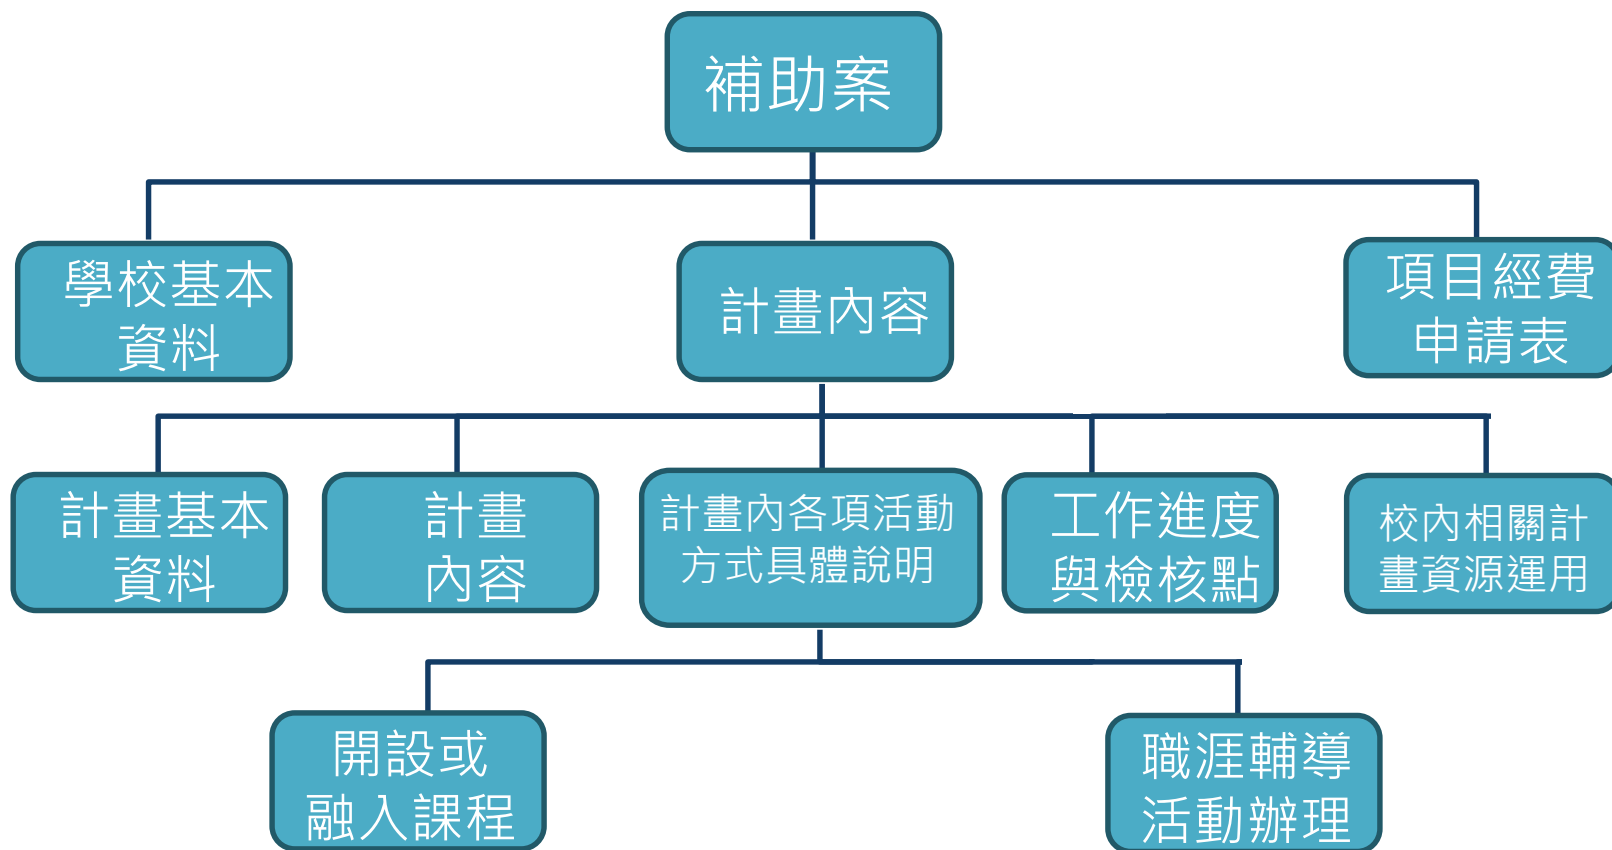 補助案
學校基本
資料
計畫內容
項目經費
申請表
計畫基本
資料
計畫
內容
計畫內各項活動
方式具體說明
工作進度
與檢核點
校內相關計
畫資源運用
開設或
融入課程
職涯輔導
活動辦理